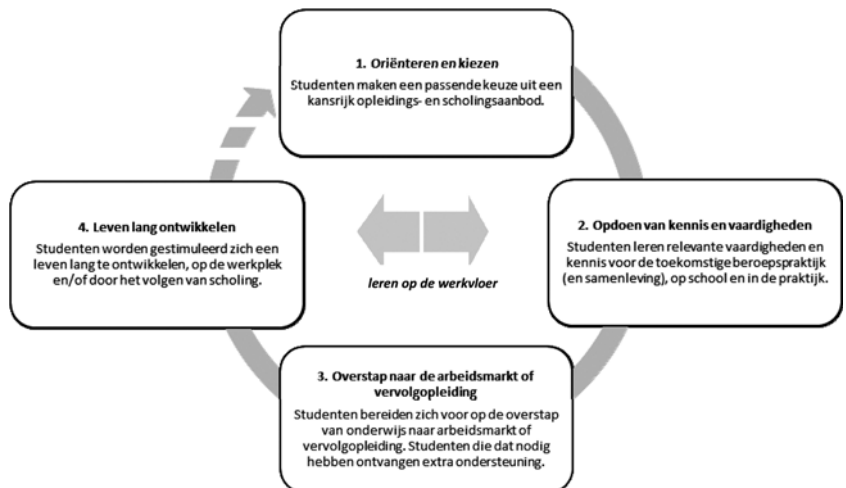 1. Oriënteren en kiezen
Studenten maken een passende keuze uit een
kansrijk opleidings- en scholingsaanbod.
2. Opdoen van kennis en vaardigheden
Studenten leren relevante vaardigheden en
kennis voor de toekomstige beroepspraktijk
(en samenleving), op school en in de praktijk.
3. Overstap naar de arbeidsmarkt of
vervolgopleiding
Studenten bereiden zich voor op de overstap
van onderwijs naar arbeidsmarkt of
vervolgopleiding. Studenten die dat nodig
hebben ontvangen extra ondersteuning.
4. Leven lang ontwikkelen
Studenten worden gestimuleerd zich een
leven lang te ontwikkelen, op de werkplek
en/of door het volgen van scholing.
leren op de werkvloer